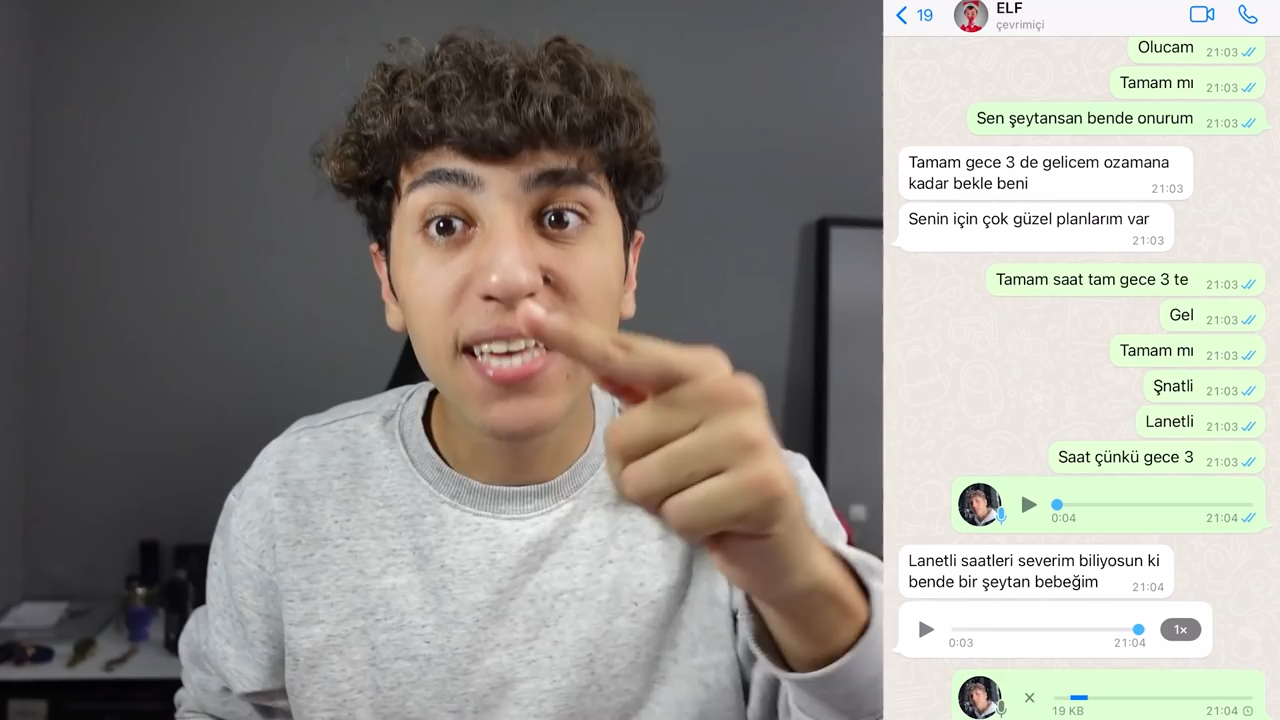 19
ELF
çevrimiçi
Olucam 21:03
Tamam mı 21:03
Sen şeytansan bende onurum 21:03
Tamam gece 3 de gelicem ozamana
kadar bekle beni 21:03
Senin için çok güzel planlarım var
21:03
Tamam saat tam gece 3 te 21:03
Gel 21:03
Tamam mı 21:03
Şnatli 21:03
Lanetli 21:03
Saat çünkü gece 3 21:03
0:04 21:04
Lanetli saatleri severim biliyosun ki
bende bir şeytan bebeğim 21:04
1×
0:03 21:04
19 KB 21:04